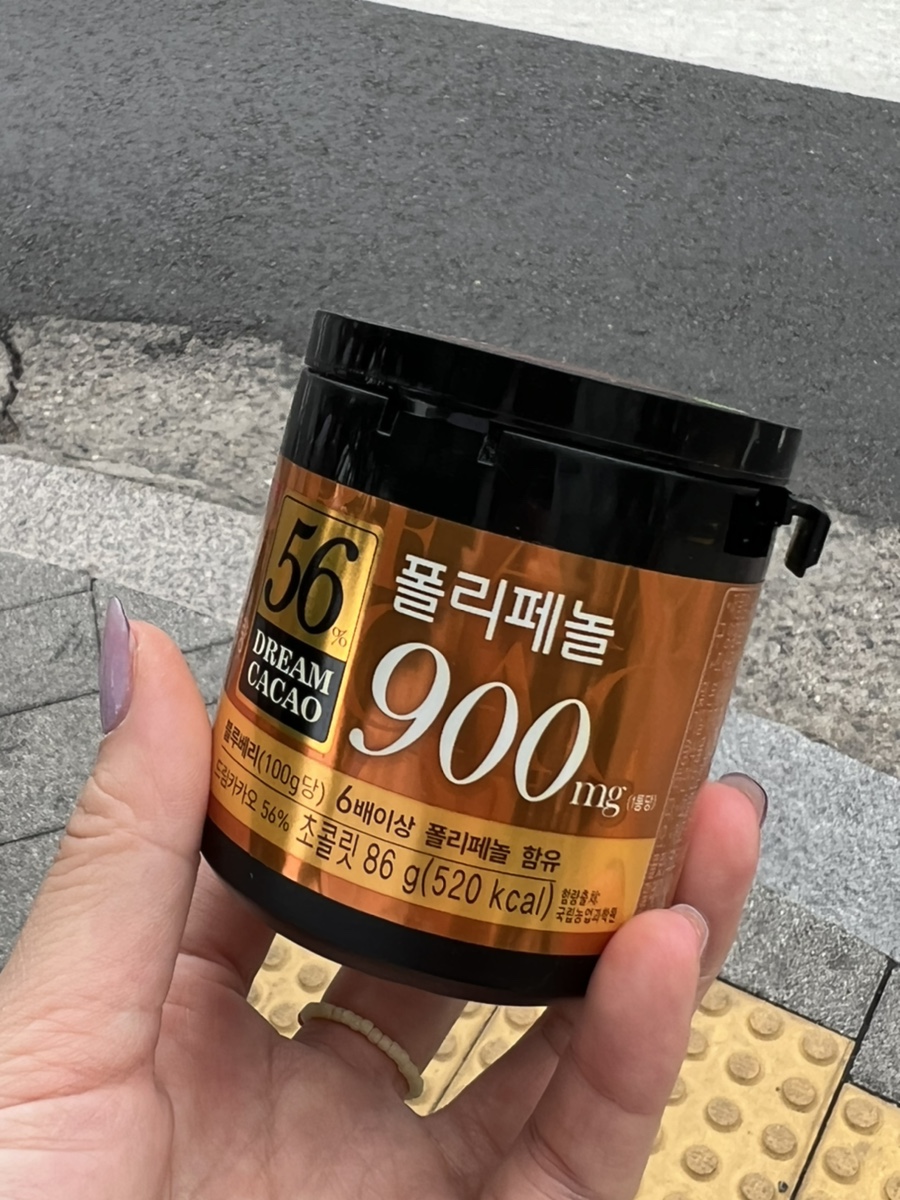 56%
DREAM
CACAO
폴리페놀
900mg
블루베리(100g당) 6배이상 폴리페놀 함유
드림카카오 56% 초콜릿 86 g(520 kcal)